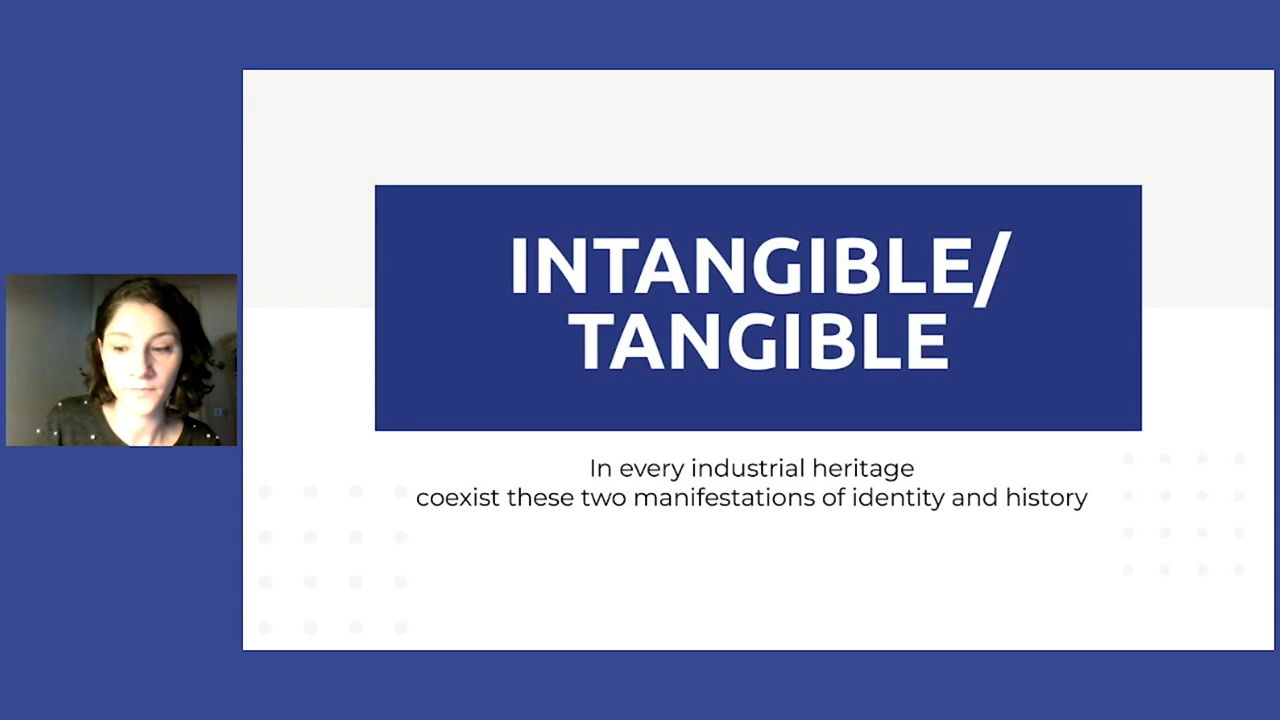 INTANGIBLE/
TANGIBLE
In every industrial heritage
coexist these two manifestations of identity and history